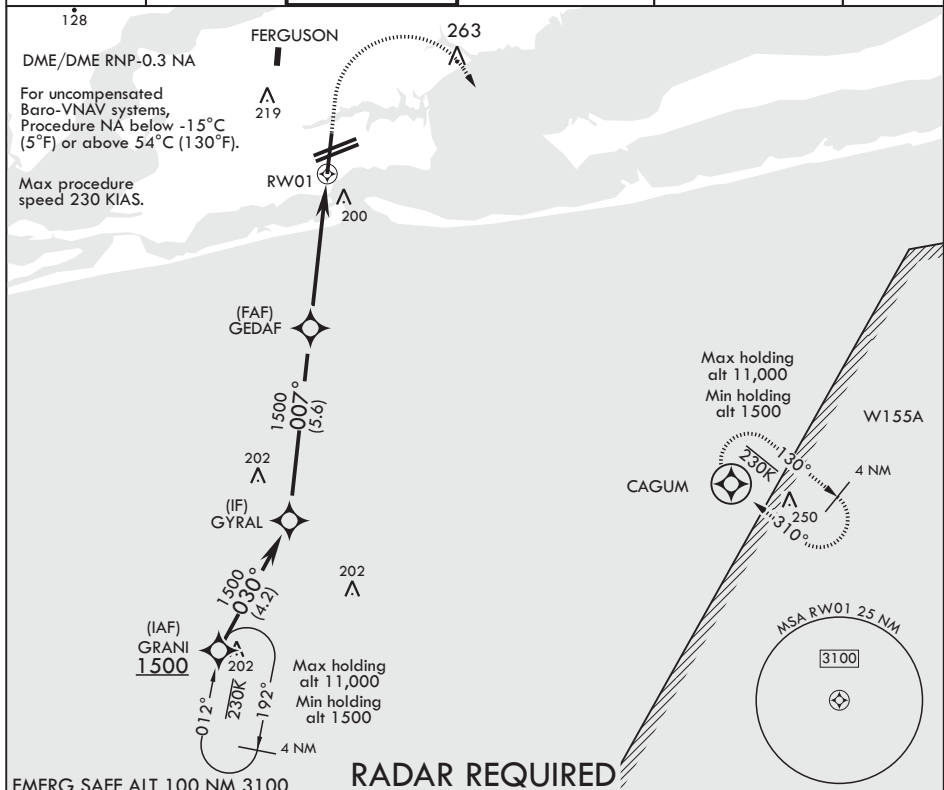 128
FERGUSON
263
DME/DME RNP-0.3 NA
For uncompensated
Baro-VNAV systems,
Procedure NA below -15°C
(5°F) or above 54°C (130°F).
219
Max procedure
speed 230 KIAS.
RW01
200
(FAF)
GEDAF
1500
007°
(5.6)
Max holding
alt 11,000
Min holding
alt 1500
W155A
202
CAGUM
230K
130°
4 NM
250
310°
(IF)
GYRAL
1500
030°
(4.2)
202
(IAF)
GRANI
1500
202
230K
012°
192°
4 NM
Max holding
alt 11,000
Min holding
alt 1500
MSA RW01 25 NM
3100
EMERG SAFE ALT 100 NM 3100
RADAR REQUIRED